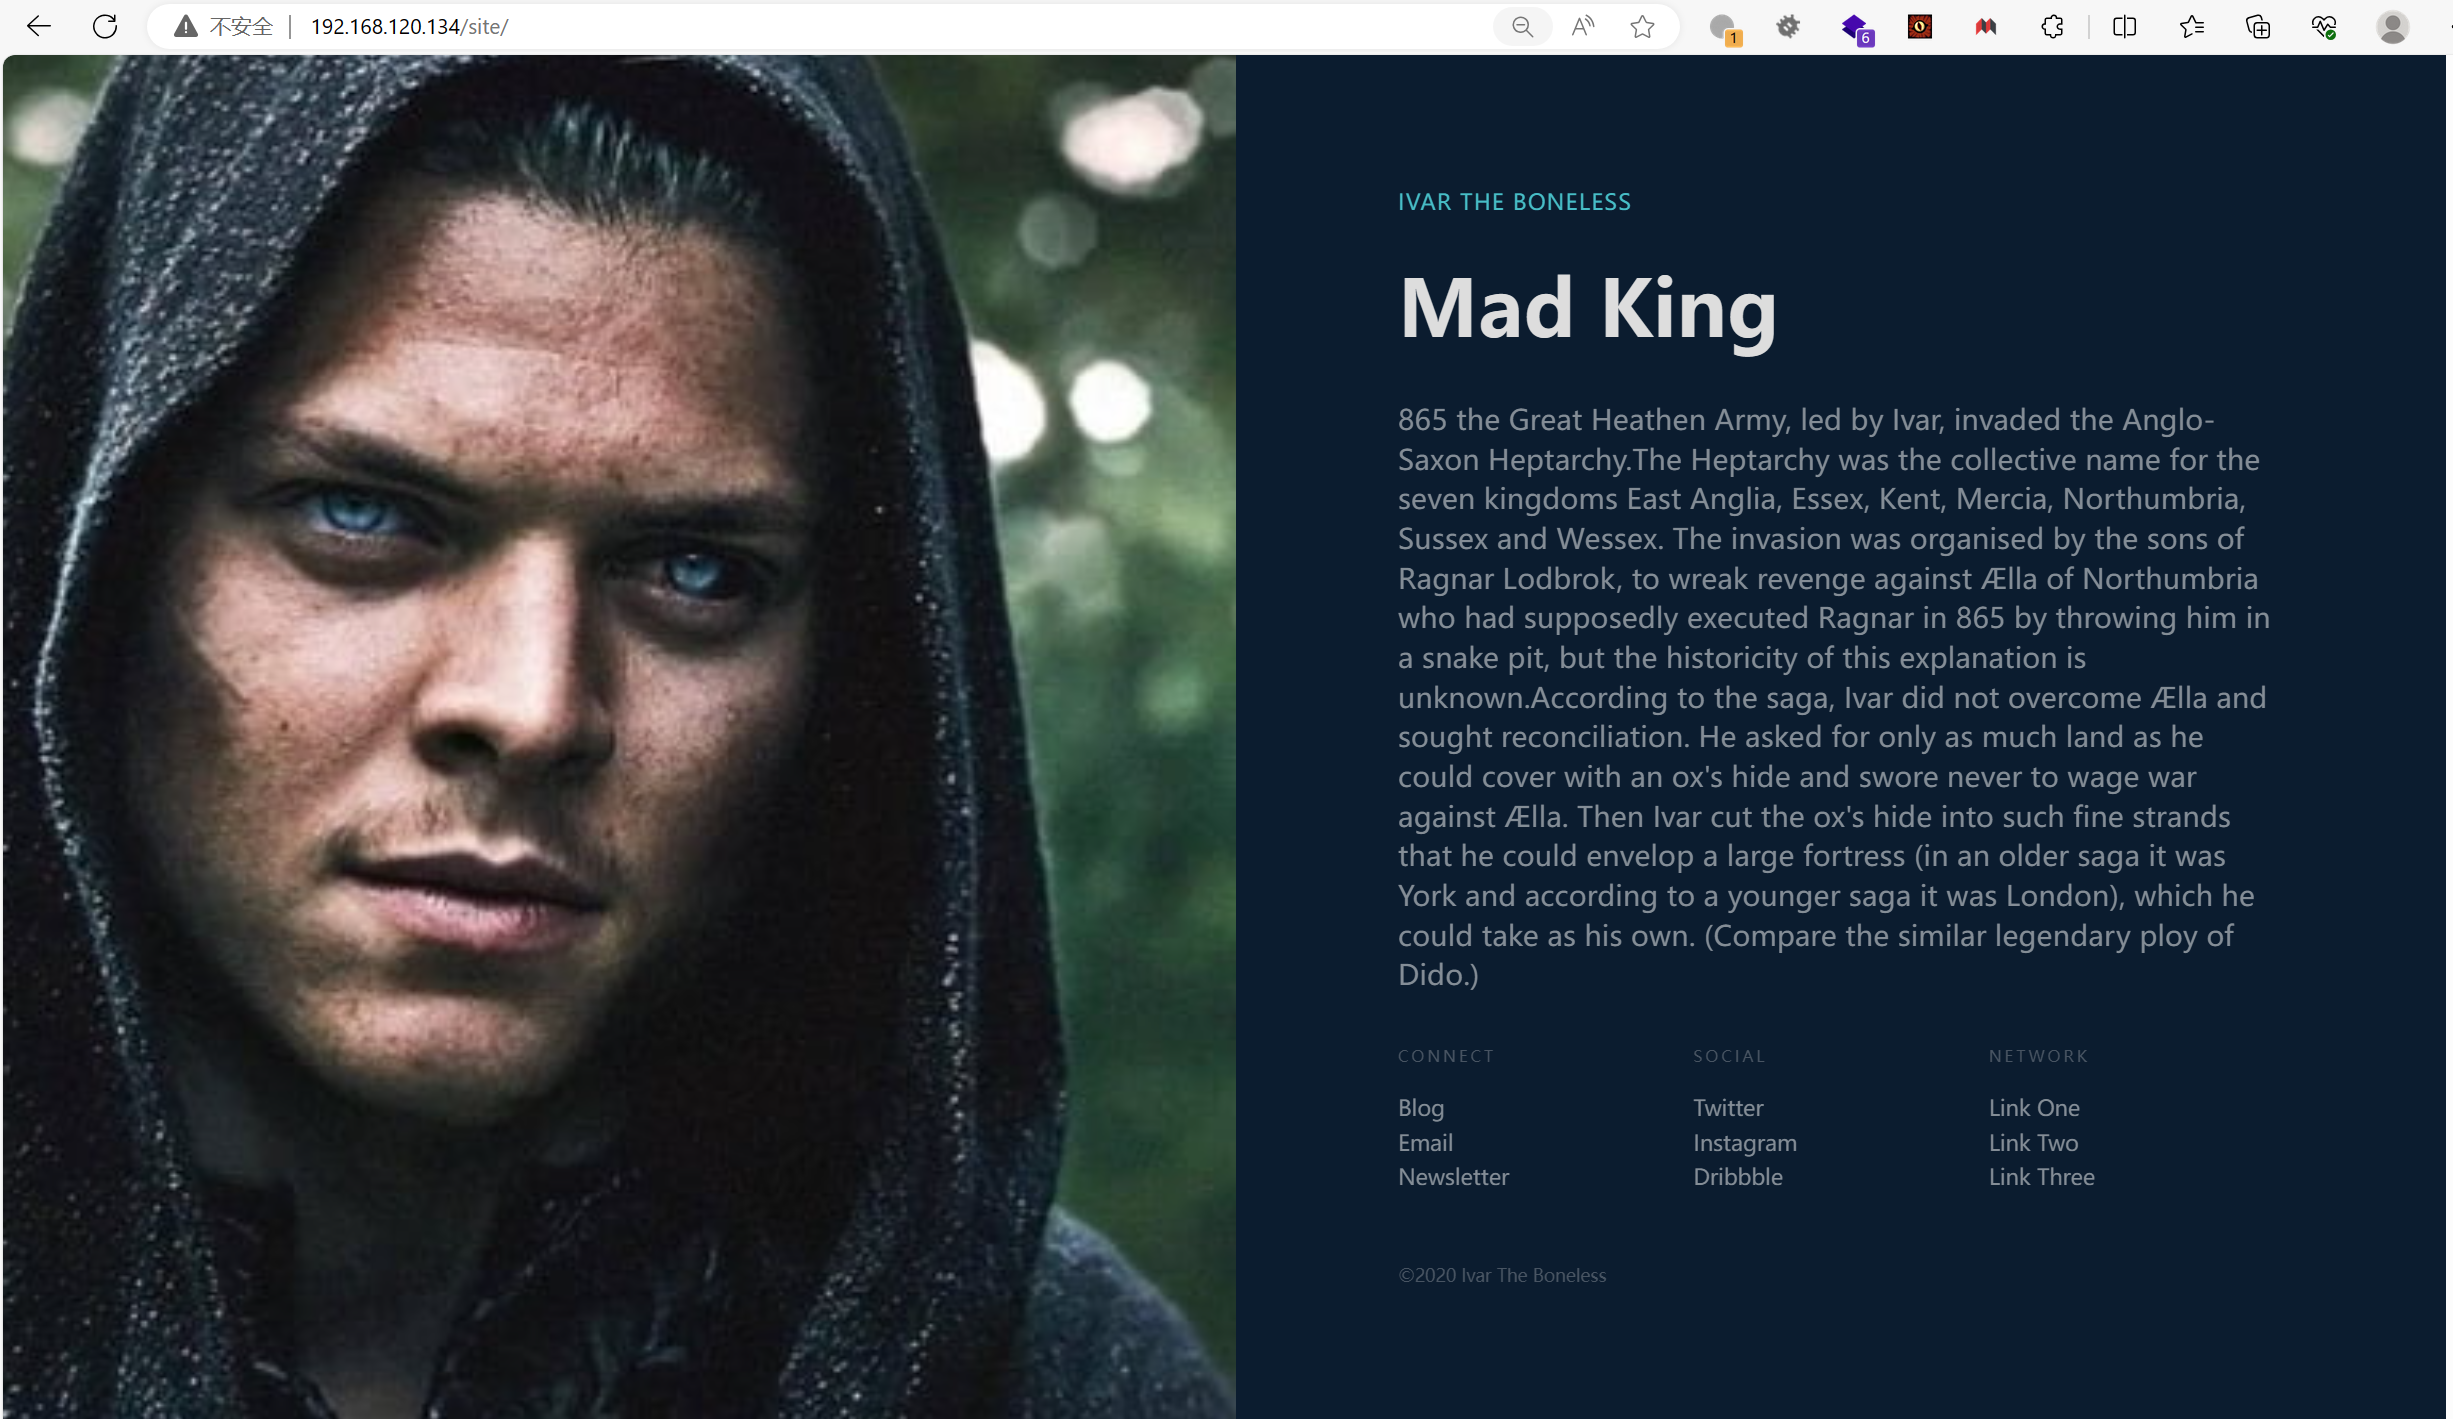 不安全 192.168.120.134/site/
1
6
IVAR THE BONELESS
Mad King
865 the Great Heathen Army, led by Ivar, invaded the Anglo-
Saxon Heptarchy.The Heptarchy was the collective name for the
seven kingdoms East Anglia, Essex, Kent, Mercia, Northumbria,
Sussex and Wessex. The invasion was organised by the sons of
Ragnar Lodbrok, to wreak revenge against Ælla of Northumbria
who had supposedly executed Ragnar in 865 by throwing him in
a snake pit, but the historicity of this explanation is
unknown.According to the saga, Ivar did not overcome Ælla and
sought reconciliation. He asked for only as much land as he
could cover with an ox's hide and swore never to wage war
against Ælla. Then Ivar cut the ox's hide into such fine strands
that he could envelop a large fortress (in an older saga it was
York and according to a younger saga it was London), which he
could take as his own. (Compare the similar legendary ploy of
Dido.)
CONNECT
Blog
Email
Newsletter
SOCIAL
Twitter
Instagram
Dribbble
NETWORK
Link One
Link Two
Link Three
©2020 Ivar The Boneless